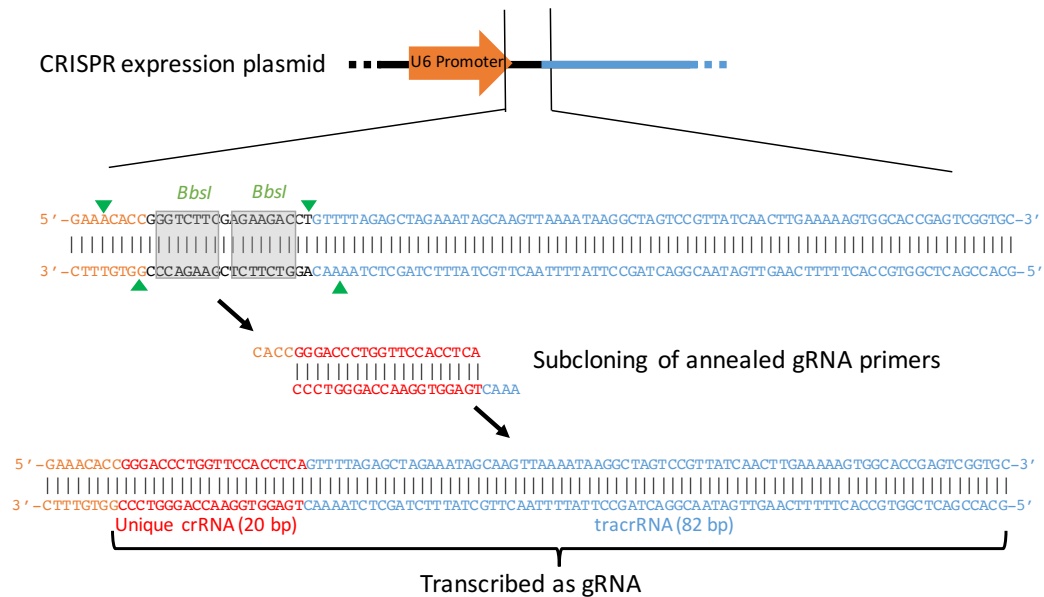 CRISPR expression plasmid
U6 Promoter
BbsI BbsI
5’-GAAACACCGGGTCTTCGAGAAGACCTGTTTTAGAGCTAGAAATAGCAAGTTAAAATAAGGCTAGTCCGTTATCAACTTGAAAAAGTGGCACCGAGTCGGTGC-3’
3’-CTTTGTGGCCCAGAAGCTCTTCTGGACAAAATCTCGATCTTTATCGTTCAATTTTATTCCGATCAGGCAATAGTTGAACTTTTTCACCGTGGCTCAGCCACG-5’
CACCGGGACCCTGGTTCCACCTCA
CCCTGGGACCAAGGTGGAGTCAAA
Subcloning of annealed gRNA primers
5’-GAAACACCGGGACCCTGGTTCCACCTCAGTTTTAGAGCTAGAAATAGCAAGTTAAAATAAGGCTAGTCCGTTATCAACTTGAAAAAGTGGCACCGAGTCGGTGC-3’
3’-CTTTGTGGCCCTGGGACCAAGGTGGAGTCAAAATCTCGATCTTTATCGTTCAATTTTATTCCGATCAGGCAATAGTTGAACTTTTTCACCGTGGCTCAGCCACG-5’
Unique crRNA (20 bp) tracrRNA (82 bp)
Transcribed as gRNA